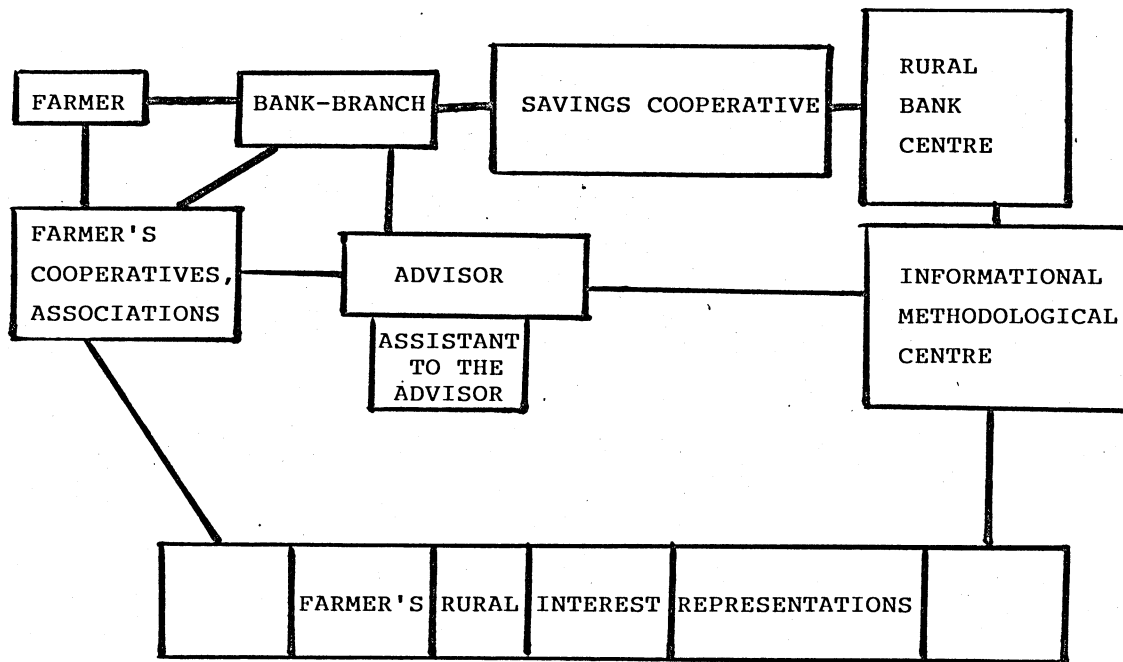 FARMER
BANK-BRANCH
SAVINGS COOPERATIVE
RURAL
BANK
CENTRE
FARMER'S
COOPERATIVES,
ASSOCIATIONS
ADVISOR
ASSISTANT
TO THE
ADVISOR
INFORMATIONAL
METHODOLOGICAL
CENTRE
FARMER'S RURAL INTEREST REPRESENTATIONS